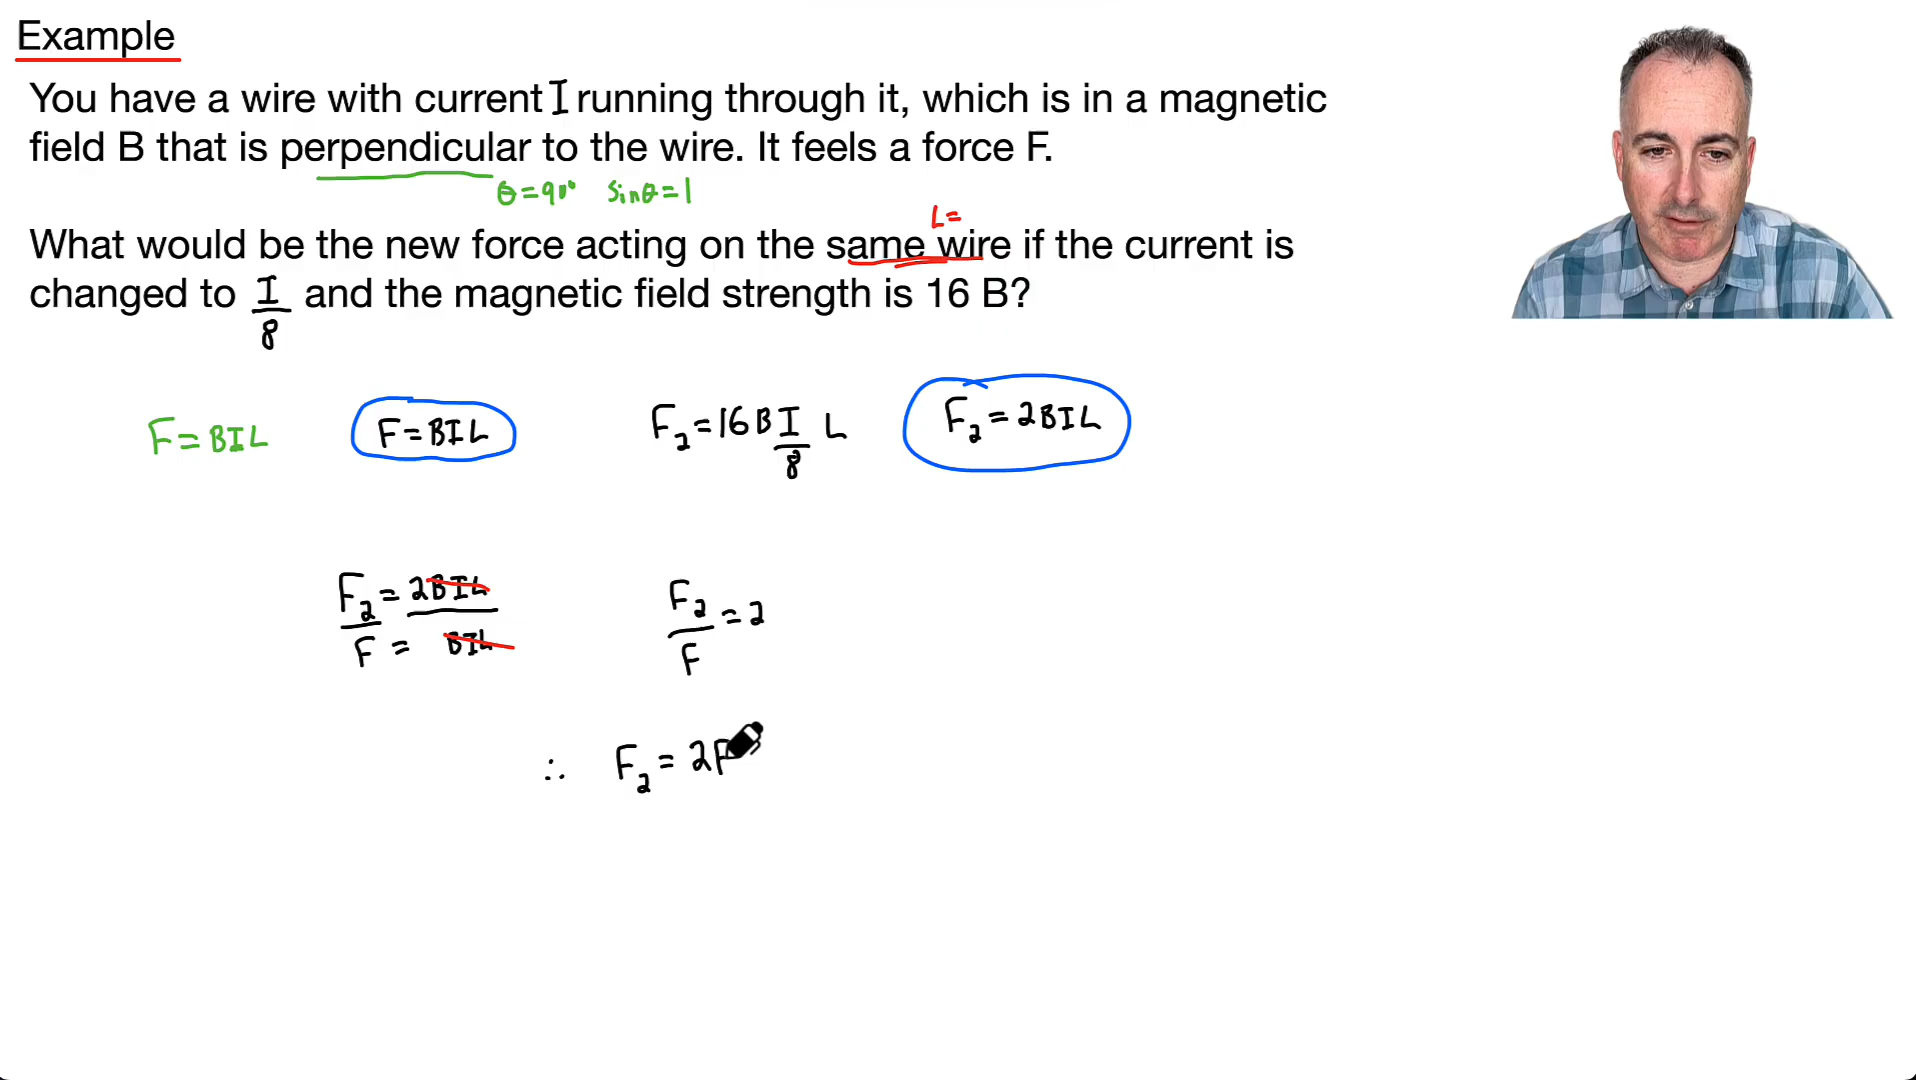 Example
You have a wire with current I running through it, which is in a magnetic
field B that is perpendicular to the wire. It feels a force F.
θ=90° sinθ=1
L=
What would be the new force acting on the same wire if the current is
changed to I/8 and the magnetic field strength is 16 B?
F=BIL F=BIL F₂=16B I/8 L F₂=2BIL
F₂ = 2BIL
F = BIL
F₂/F =2
∴ F₂ = 2F